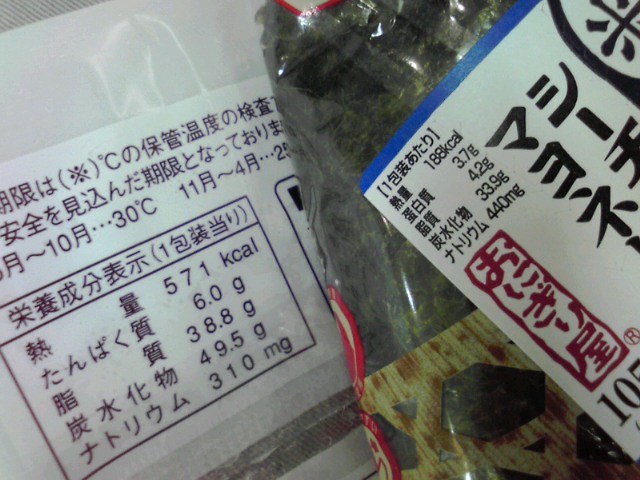 期限は(※)℃の保管温度の検査
安全を見込んだ期限となっておりま
月～10月…30℃ 11月～4月…25
栄養成分表示(1包装当り)
熱量 571 kcal
たんぱく質 6.0 g
脂質 38.8 g
炭水化物 49.5 g
ナトリウム 310 mg
[1包装あたり]
熱量 186kcal
蛋白質 3.7g
脂質 4.2g
炭水化物 33.9g
ナトリウム 440mg
シーチ
マヨネ
おにぎり屋
®
105